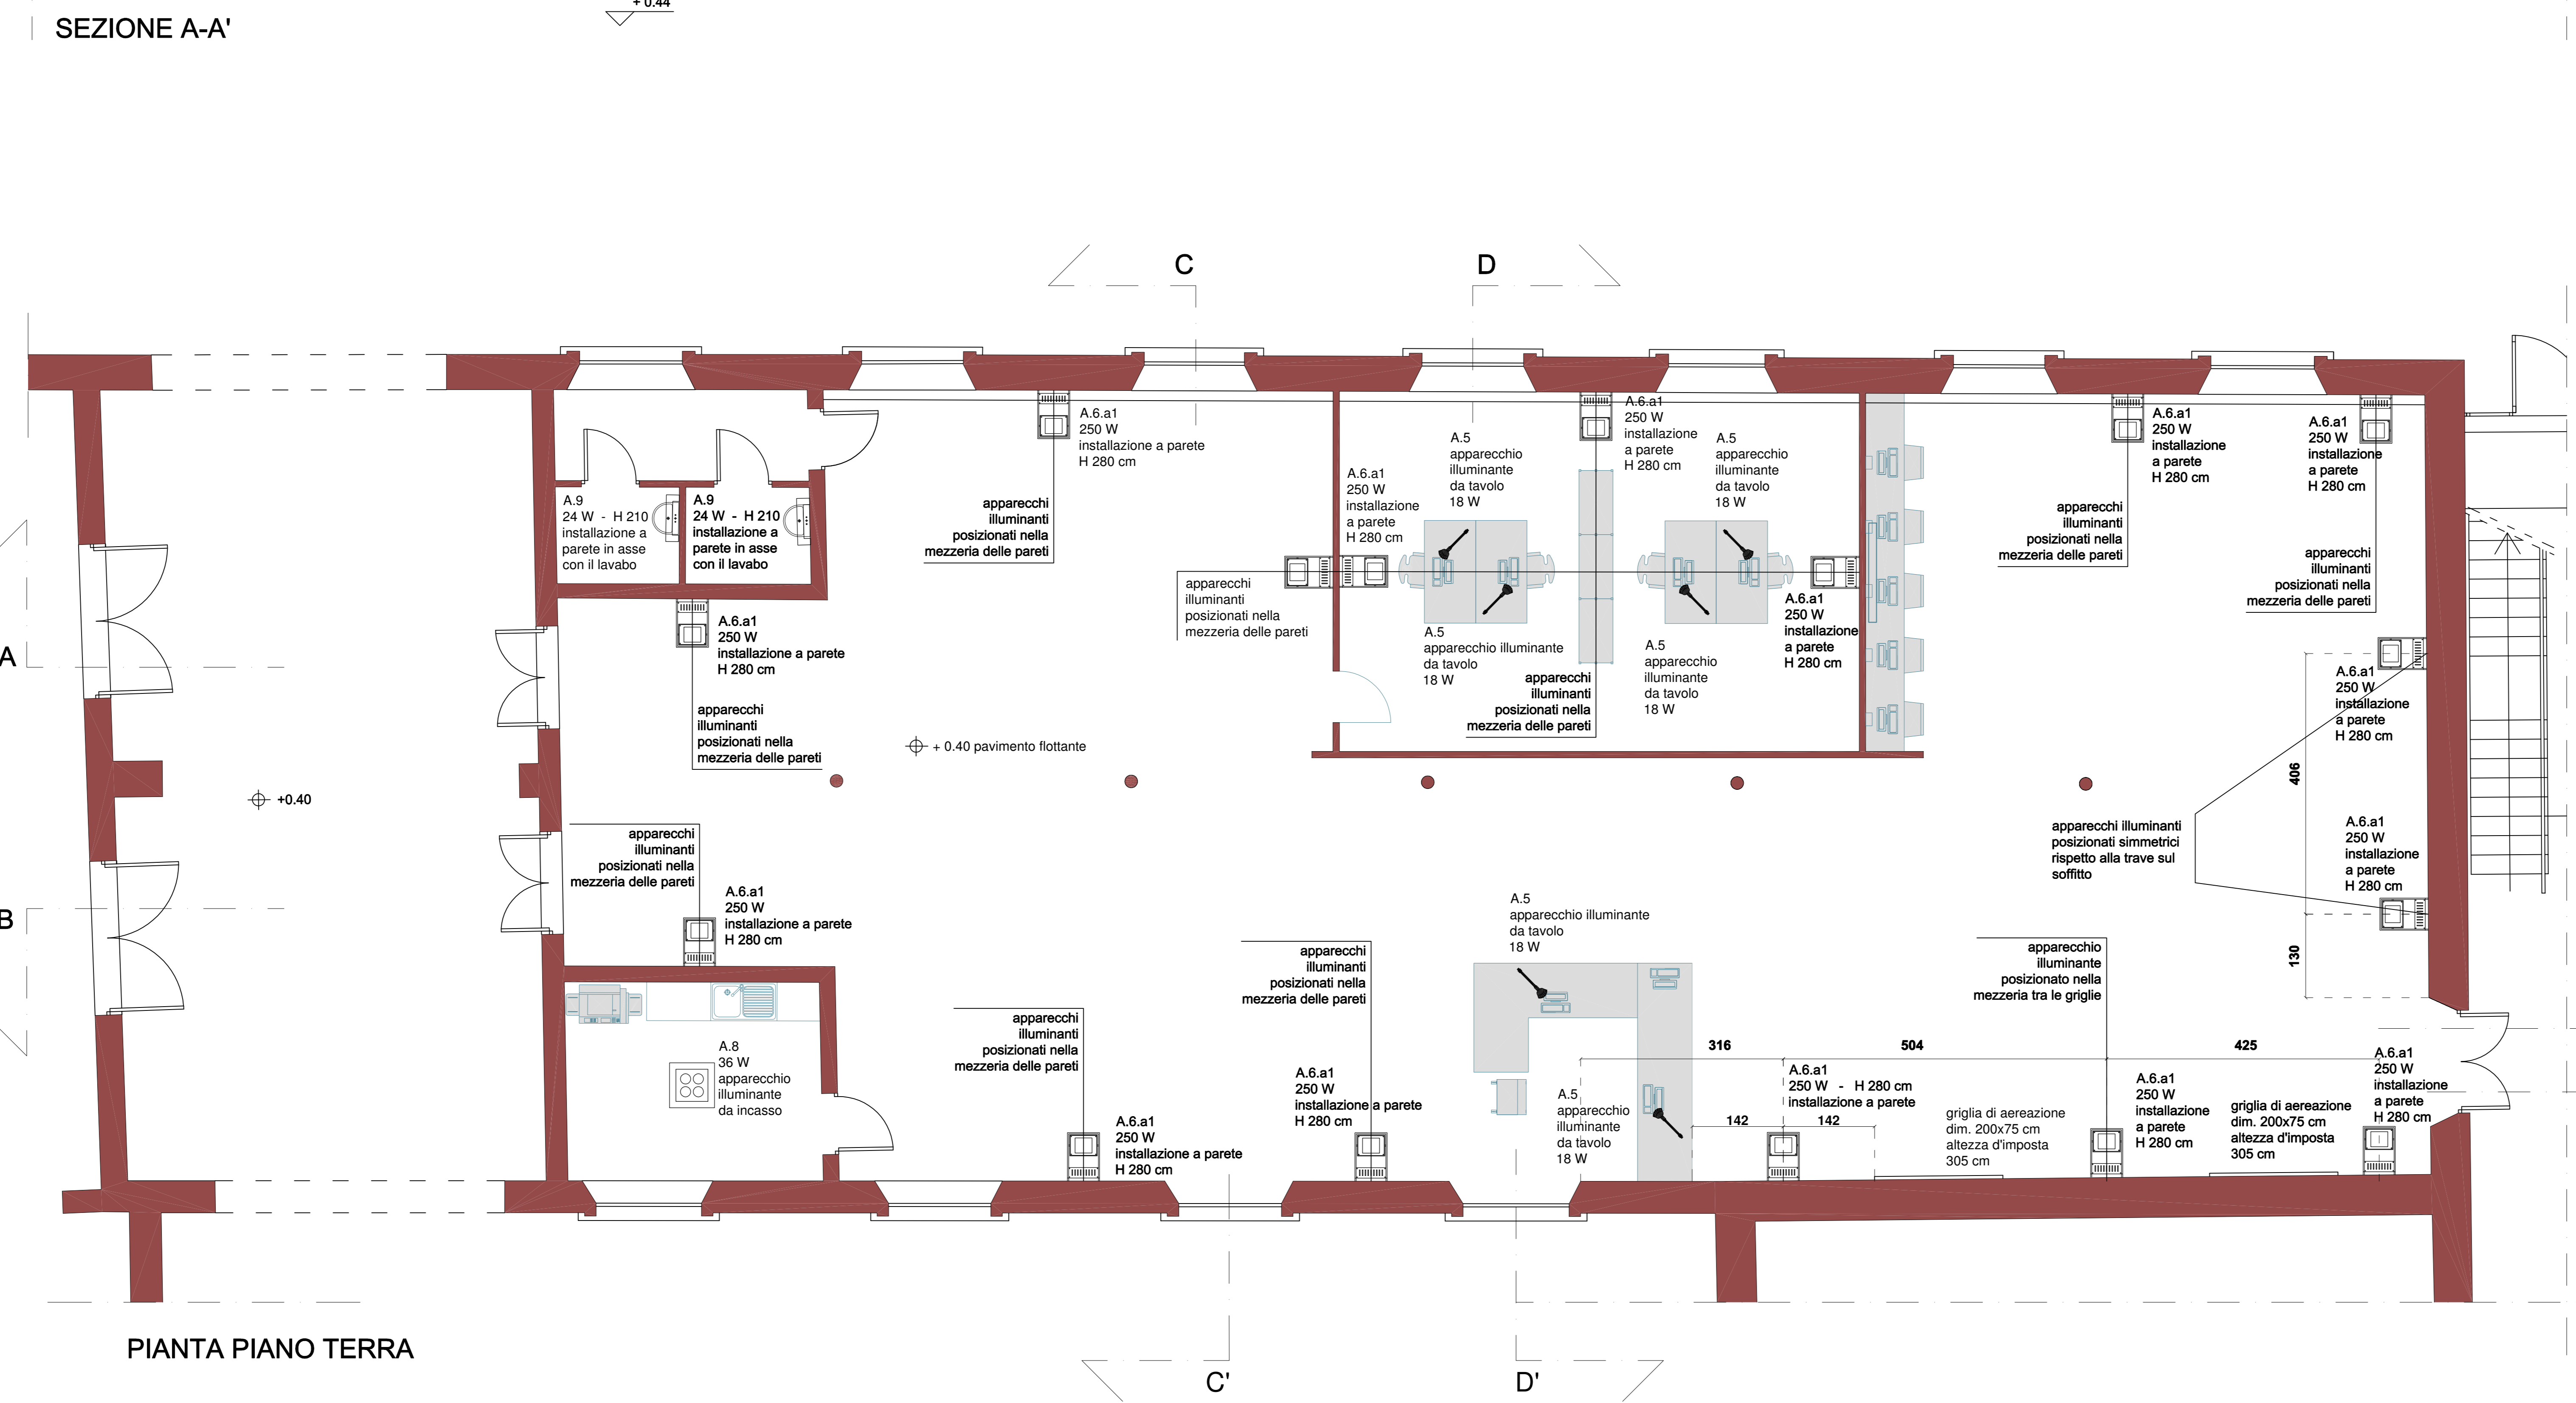 + 0.44
SEZIONE A-A'
C
D
A.6.a1
250 W
installazione a parete
H 280 cm
A.6.a1
250 W
installazione
a parete
H 280 cm
A.6.a1
250 W
installazione
a parete
H 280 cm
A.6.a1
250 W
installazione
a parete
H 280 cm
A.5
apparecchio
illuminante
da tavolo
18 W
A.5
apparecchio
illuminante
da tavolo
18 W
A.6.a1
250 W
installazione
a parete
H 280 cm
A.9
24 W - H 210
installazione a
parete in asse
con il lavabo
A.9
24 W - H 210
installazione a
parete in asse
con il lavabo
apparecchi
illuminanti
posizionati nella
mezzeria delle pareti
apparecchi
illuminanti
posizionati nella
mezzeria delle pareti
apparecchi
illuminanti
posizionati nella
mezzeria delle pareti
apparecchi
illuminanti
posizionati nella
mezzeria delle pareti
A.6.a1
250 W
installazione a parete
H 280 cm
A.5
apparecchio illuminante
da tavolo
18 W
A.5
apparecchio
illuminante
da tavolo
18 W
A.6.a1
250 W
installazione
a parete
H 280 cm
A
apparecchi
illuminanti
posizionati nella
mezzeria delle pareti
apparecchi
illuminanti
posizionati nella
mezzeria delle pareti
A.6.a1
250 W
installazione
a parete
H 280 cm
+ 0.40 pavimento flottante
+0.40
406
apparecchi
illuminanti
posizionati nella
mezzeria delle pareti
apparecchi illuminanti
posizionati simmetrici
rispetto alla trave sul
soffitto
A.6.a1
250 W
installazione
a parete
H 280 cm
B
A.6.a1
250 W
installazione a parete
H 280 cm
A.5
apparecchio illuminante
da tavolo
18 W
130
apparecchi
illuminanti
posizionati nella
mezzeria delle pareti
apparecchio
illuminante
posizionato nella
mezzeria tra le griglie
apparecchi
illuminanti
posizionati nella
mezzeria delle pareti
A.8
36 W
apparecchio
illuminante
da incasso
316
504
425
A.6.a1
250 W
installazione a parete
H 280 cm
A.5
apparecchio
illuminante
da tavolo
18 W
A.6.a1
250 W - H 280 cm
installazione a parete
142
142
griglia di aereazione
dim. 200x75 cm
altezza d'imposta
305 cm
A.6.a1
250 W
installazione
a parete
H 280 cm
griglia di aereazione
dim. 200x75 cm
altezza d'imposta
305 cm
A.6.a1
250 W
installazione
a parete
H 280 cm
A.6.a1
250 W
installazione a parete
H 280 cm
PIANTA PIANO TERRA
C'
D'